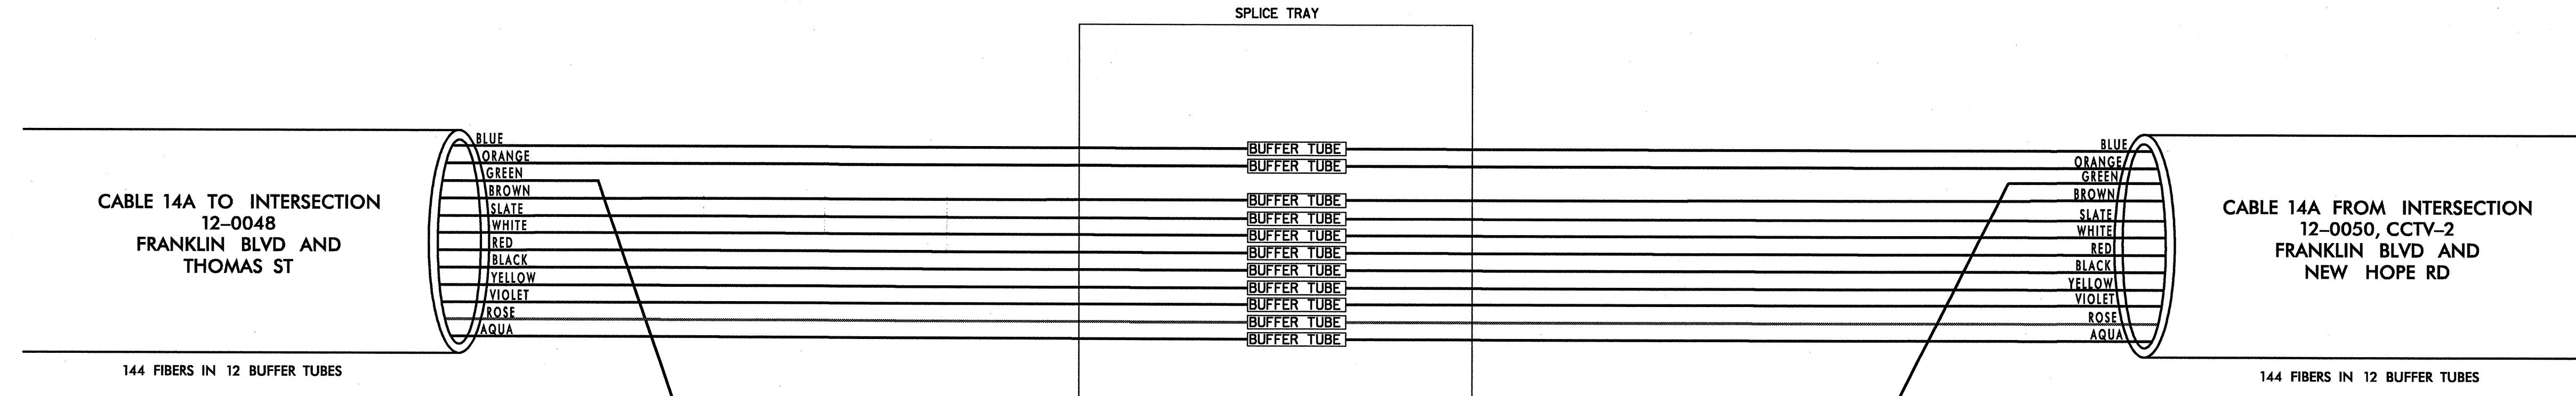 SPLICE TRAY
CABLE 14A TO INTERSECTION
12-0048
FRANKLIN BLVD AND
THOMAS ST
144 FIBERS IN 12 BUFFER TUBES
BLUE
ORANGE
GREEN
BROWN
SLATE
WHITE
RED
BLACK
YELLOW
VIOLET
ROSE
AQUA
BUFFER TUBE
BUFFER TUBE
BUFFER TUBE
BUFFER TUBE
BUFFER TUBE
BUFFER TUBE
BUFFER TUBE
BUFFER TUBE
BUFFER TUBE
BUFFER TUBE
BUFFER TUBE
BLUE
ORANGE
GREEN
BROWN
SLATE
WHITE
RED
BLACK
YELLOW
VIOLET
ROSE
AQUA
CABLE 14A FROM INTERSECTION
12-0050, CCTV-2
FRANKLIN BLVD AND
NEW HOPE RD
144 FIBERS IN 12 BUFFER TUBES